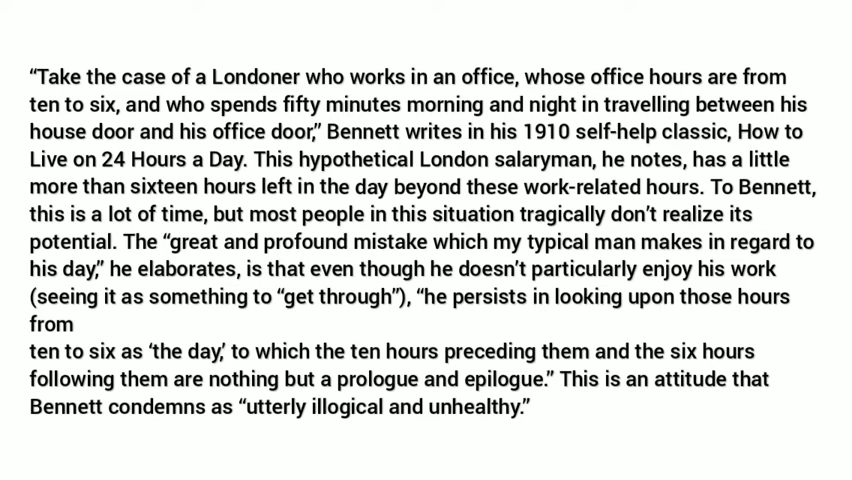 “Take the case of a Londoner who works in an office, whose office hours are from
ten to six, and who spends fifty minutes morning and night in travelling between his
house door and his office door,” Bennett writes in his 1910 self-help classic, How to
Live on 24 Hours a Day. This hypothetical London salaryman, he notes, has a little
more than sixteen hours left in the day beyond these work-related hours. To Bennett,
this is a lot of time, but most people in this situation tragically don’t realize its
potential. The “great and profound mistake which my typical man makes in regard to
his day,” he elaborates, is that even though he doesn’t particularly enjoy his work
(seeing it as something to “get through”), “he persists in looking upon those hours
from
ten to six as ‘the day,’ to which the ten hours preceding them and the six hours
following them are nothing but a prologue and epilogue.” This is an attitude that
Bennett condemns as “utterly illogical and unhealthy.”